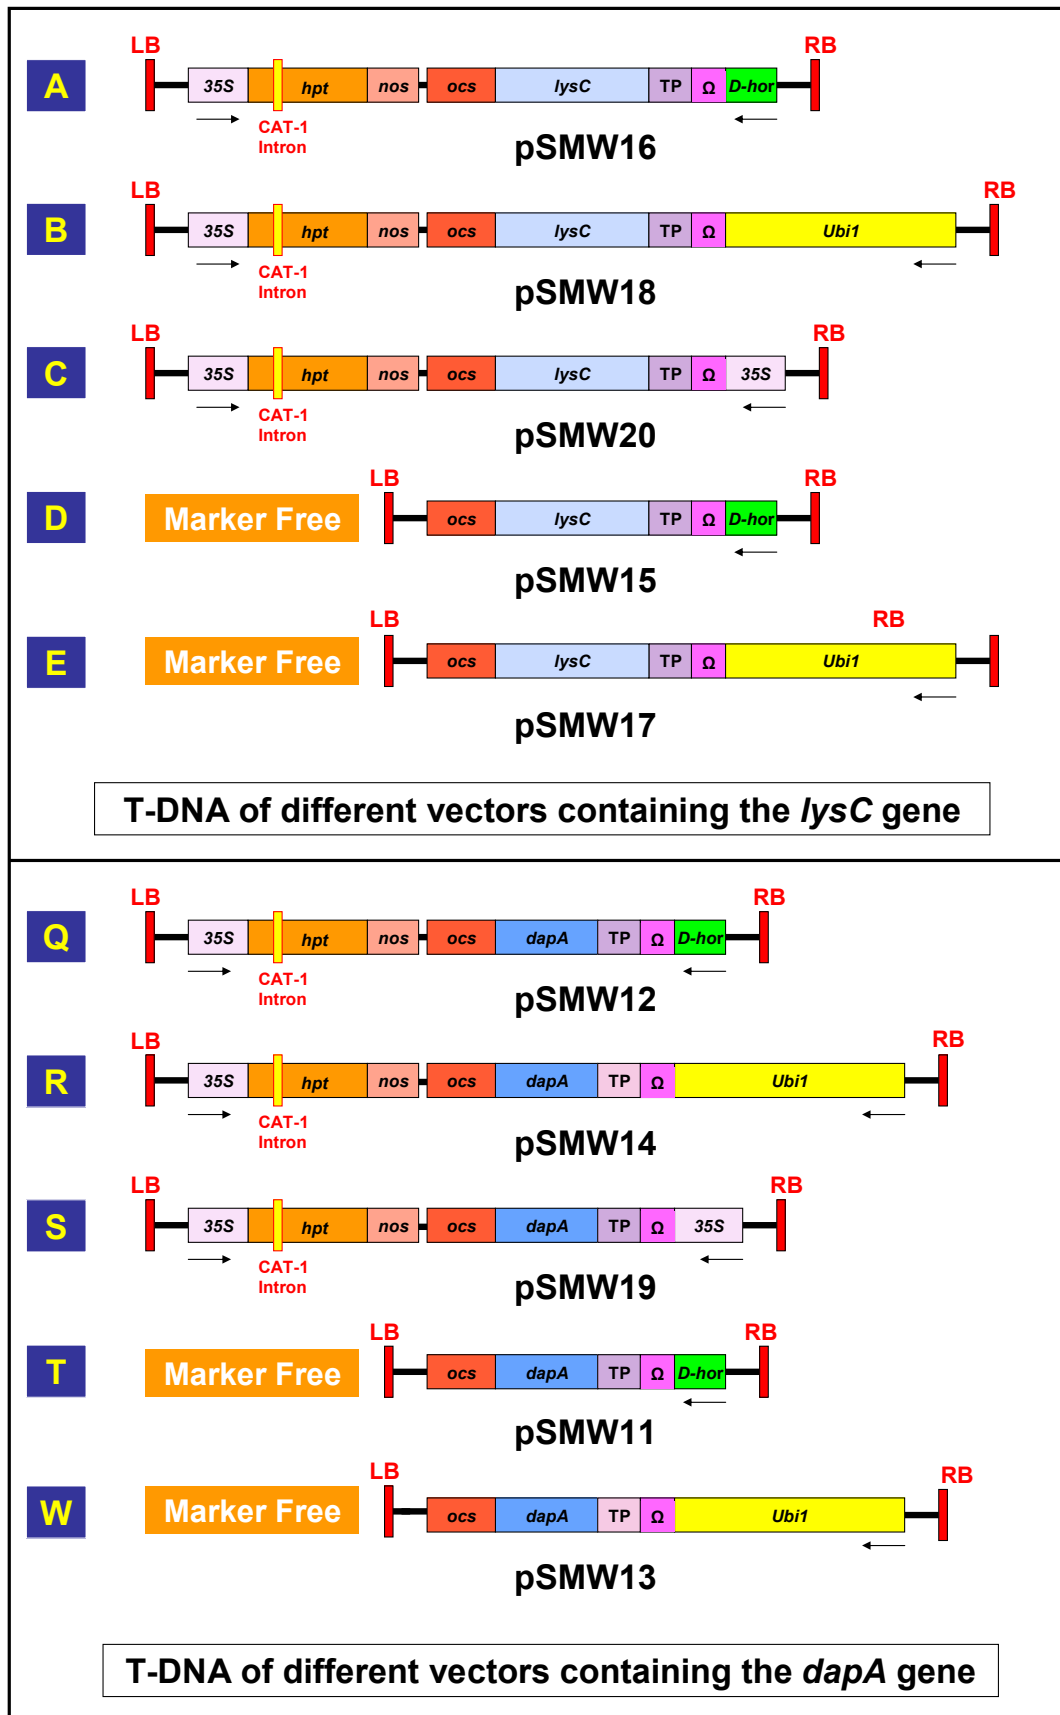 LB RB
A 35S hpt nos ocs lysC TP Ω D-hor
CAT-1
Intron
pSMW16
LB RB
B 35S hpt nos ocs lysC TP Ω Ubi1
CAT-1
Intron
pSMW18
LB RB
C 35S hpt nos ocs lysC TP Ω 35S
CAT-1
Intron
pSMW20
LB RB
D Marker Free ocs lysC TP Ω D-hor
pSMW15
LB RB
E Marker Free ocs lysC TP Ω Ubi1
pSMW17
T-DNA of different vectors containing the lysC gene
LB RB
Q 35S hpt nos ocs dapA TP Ω D-hor
CAT-1
Intron
pSMW12
LB RB
R 35S hpt nos ocs dapA TP Ω Ubi1
CAT-1
Intron
pSMW14
LB RB
S 35S hpt nos ocs dapA TP Ω 35S
CAT-1
Intron
pSMW19
LB RB
T Marker Free ocs dapA TP Ω D-hor
pSMW11
LB RB
W Marker Free ocs dapA TP Ω Ubi1
pSMW13
T-DNA of different vectors containing the dapA gene